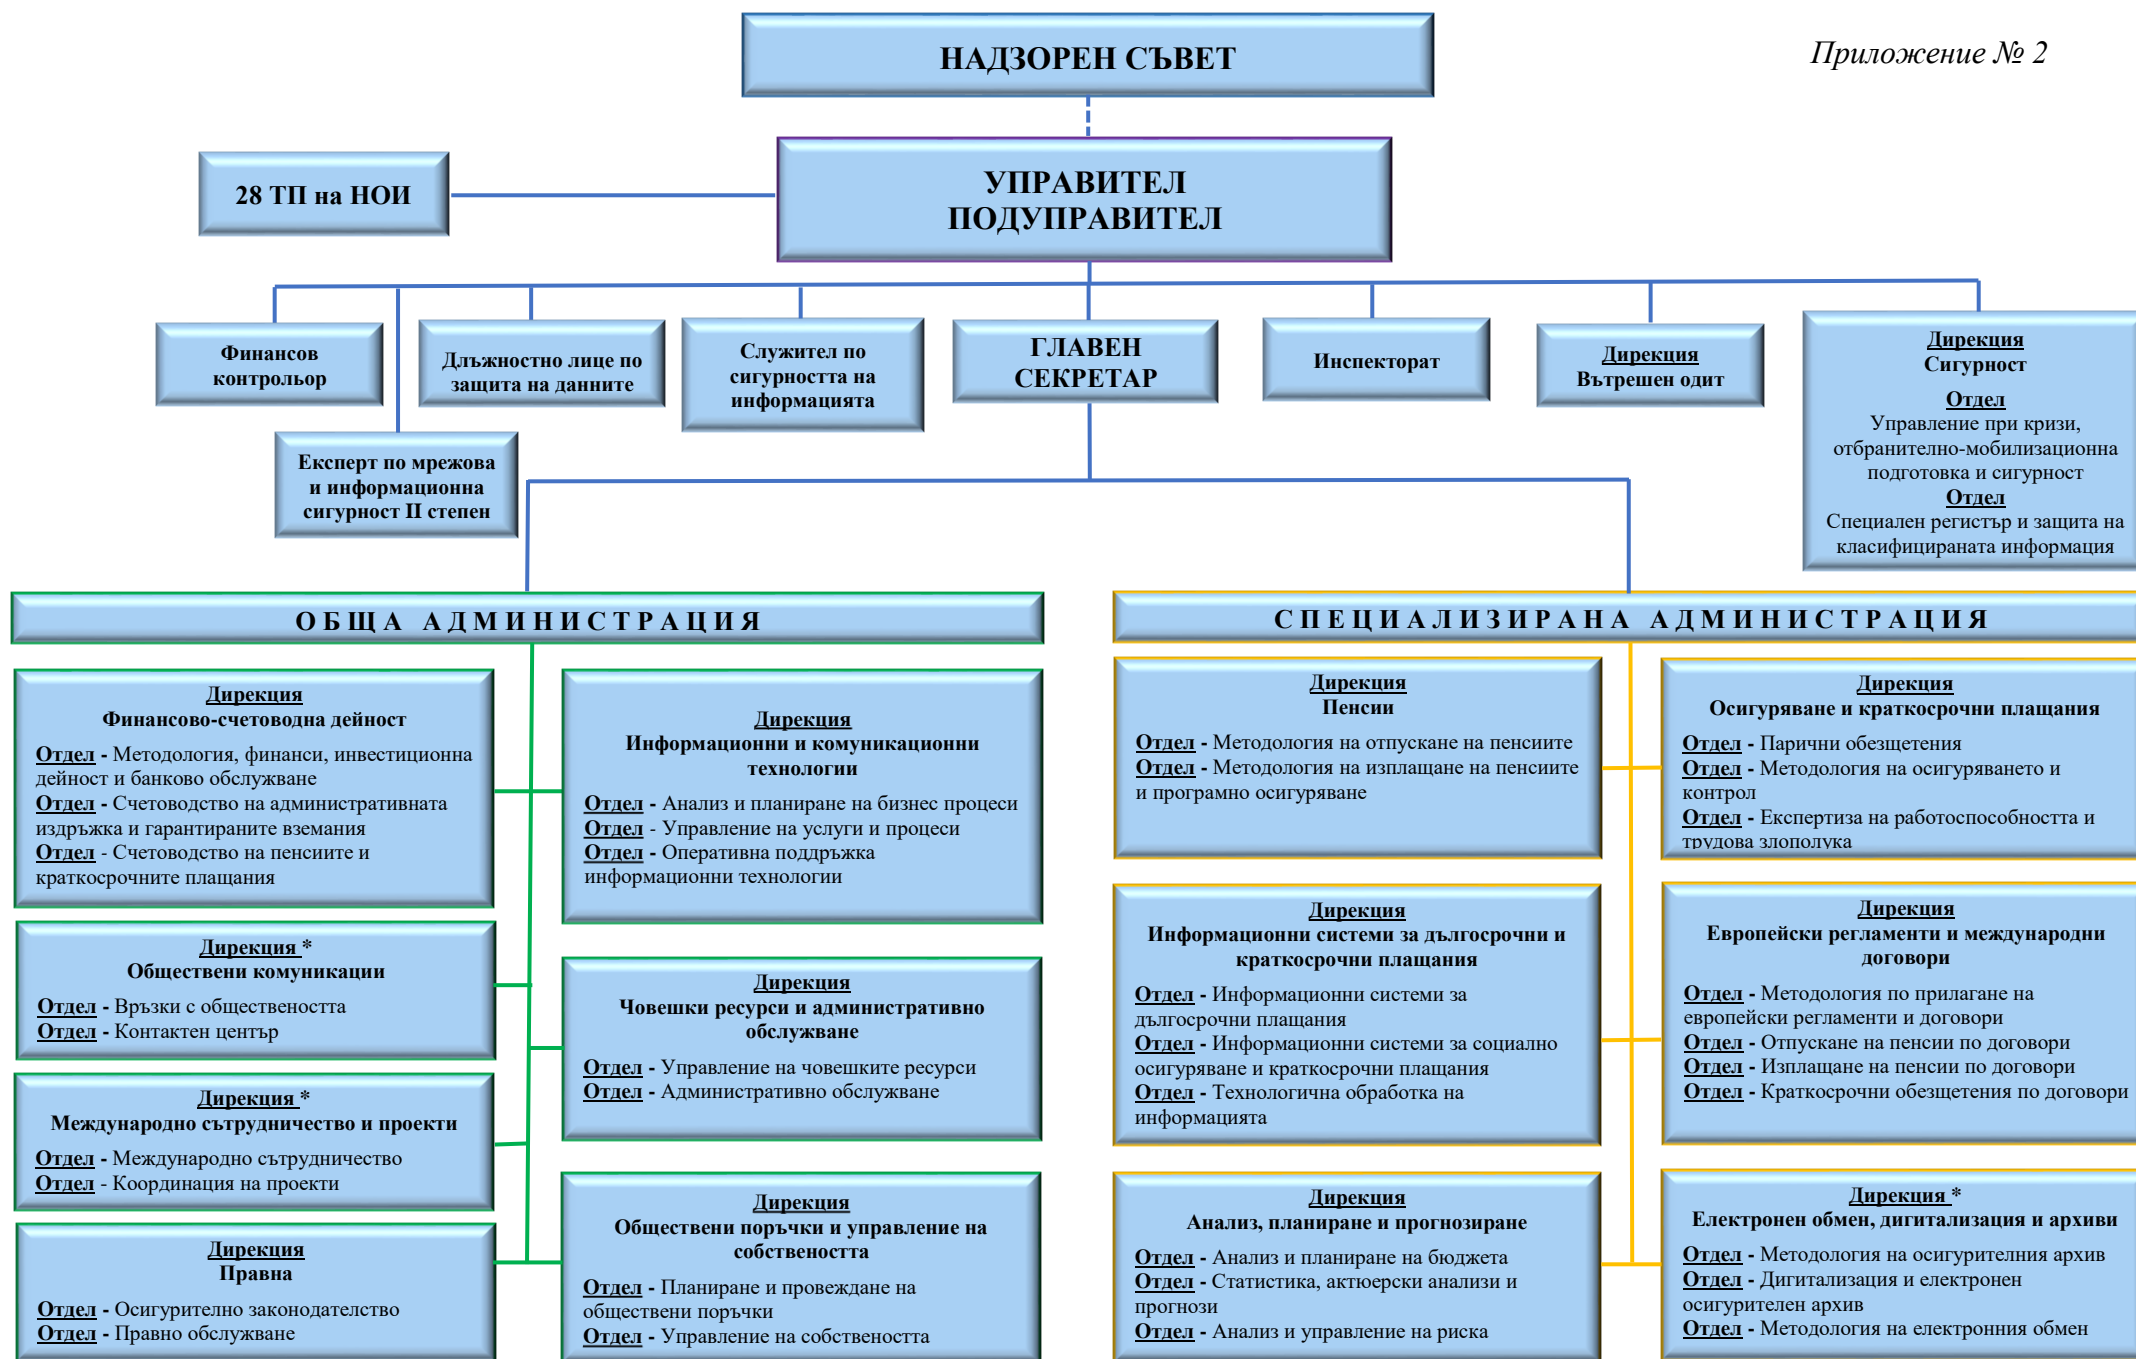 НАДЗОРЕН СЪВЕТ
Приложение № 2
28 ТП на НОИ
УПРАВИТЕЛ
ПОДУПРАВИТЕЛ
Финансов
контрольор
Експерт по мрежова
и информационна
сигурност II степен
Длъжностно лице по
защита на данните
Служител по
сигурността на
информацията
ГЛАВЕН
СЕКРЕТАР
Инспекторат
Дирекция
Вътрешен одит
Дирекция
Сигурност
Отдел
Управление при кризи,
отбранително-мобилизационна
подготовка и сигурност
Отдел
Специален регистър и защита на
класифицираната информация
ОБЩА АДМИНИСТРАЦИЯ
Дирекция
Финансово-счетоводна дейност
Отдел - Методология, финанси, инвестиционна
дейност и банково обслужване
Отдел - Счетоводство на административната
издръжка и гарантираните вземания
Отдел - Счетоводство на пенсиите и
краткосрочните плащания
Дирекция *
Обществени комуникации
Отдел - Връзки с обществеността
Отдел - Контактен център
Дирекция *
Международно сътрудничество и проекти
Отдел - Международно сътрудничество
Отдел - Координация на проекти
Дирекция
Правна
Отдел - Осигурително законодателство
Отдел - Правно обслужване
Дирекция
Информационни и комуникационни
технологии
Отдел - Анализ и планиране на бизнес процеси
Отдел - Управление на услуги и процеси
Отдел - Оперативна поддръжка
информационни технологии
Дирекция
Човешки ресурси и административно
обслужване
Отдел - Управление на човешките ресурси
Отдел - Административно обслужване
Дирекция
Обществени поръчки и управление на
собствеността
Отдел - Планиране и провеждане на
обществени поръчки
Отдел - Управление на собствеността
СПЕЦИАЛИЗИРАНА АДМИНИСТРАЦИЯ
Дирекция
Пенсии
Отдел - Методология на отпускане на пенсиите
Отдел - Методология на изплащане на пенсиите
и програмно осигуряване
Дирекция
Информационни системи за дългосрочни и
краткосрочни плащания
Отдел - Информационни системи за
дългосрочни плащания
Отдел - Информационни системи за социално
осигуряване и краткосрочни плащания
Отдел - Технологична обработка на
информацията
Дирекция
Анализ, планиране и прогнозиране
Отдел - Анализ и планиране на бюджета
Отдел - Статистика, актюерски анализи и
прогнози
Отдел - Анализ и управление на риска
Дирекция
Осигуряване и краткосрочни плащания
Отдел - Парични обезщетения
Отдел - Методология на осигуряването и
контрол
Отдел - Експертиза на работоспособността и
трудова злополука
Дирекция
Европейски регламенти и международни
договори
Отдел - Методология по прилагане на
европейски регламенти и договори
Отдел - Отпускане на пенсии по договори
Отдел - Изплащане на пенсии по договори
Отдел - Краткосрочни обезщетения по договори
Дирекция *
Електронен обмен, дигитализация и архиви
Отдел - Методология на осигурителния архив
Отдел - Дигитализация и електронен
осигурителен архив
Отдел - Методология на електронния обмен